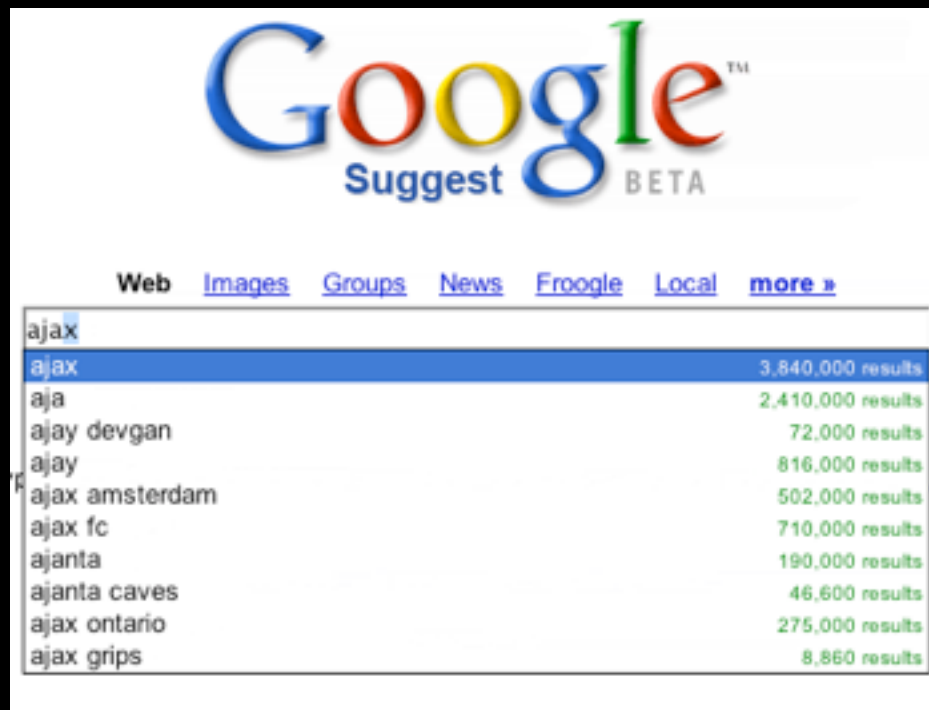 Google™
Suggest BETA
Web Images Groups News Froogle Local more »
ajax
ajax 3,840,000 results
aja 2,410,000 results
ajay devgan 72,000 results
ajay 816,000 results
ajax amsterdam 502,000 results
ajax fc 710,000 results
ajanta 190,000 results
ajanta caves 46,600 results
ajax ontario 275,000 results
ajax grips 8,860 results